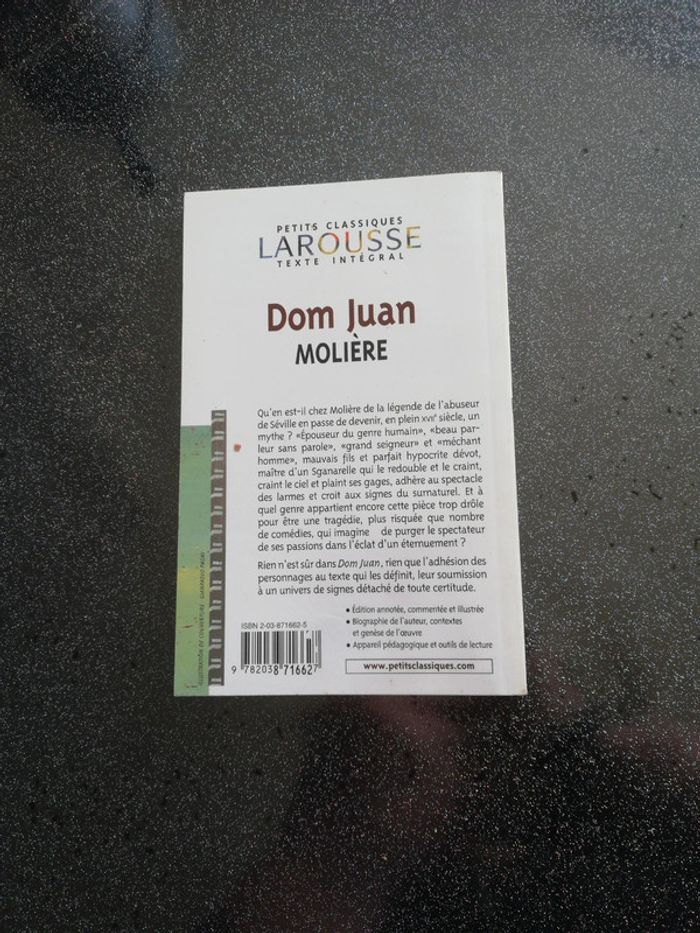 PETITS CLASSIQUES
LAROUSSE
TEXTE INTÉGRAL
Dom Juan
MOLIÈRE
Qu'en est-il chez Molière de la légende de l'abuseur
de Séville en passe de devenir, en plein XVIIe siècle, un
mythe ? «Épouseur du genre humain», «beau par-
leur sans parole», «grand seigneur» et «méchant
homme», mauvais fils et parfait hypocrite dévot,
maître d'un Sganarelle qui le redouble et le craint,
craint le ciel et plaint ses gages, adhère au spectacle
des larmes et croit aux signes du surnaturel. Et à
quel genre appartient encore cette pièce trop drôle
pour être une tragédie, plus risquée que nombre
de comédies, qui imagine de purger le spectateur
de ses passions dans l'éclat d'un éternuement ?
Rien n'est sûr dans Dom Juan, rien que l'adhésion des
personnages au texte qui les définit, leur soumission
à un univers de signes détaché de toute certitude.
• Édition annotée, commentée et illustrée
• Biographie de l'auteur, contextes
et genèse de l'œuvre
• Appareil pédagogique et outils de lecture
www.petitsclassiques.com
ISBN 2-03-871662-5
9 782038 716627